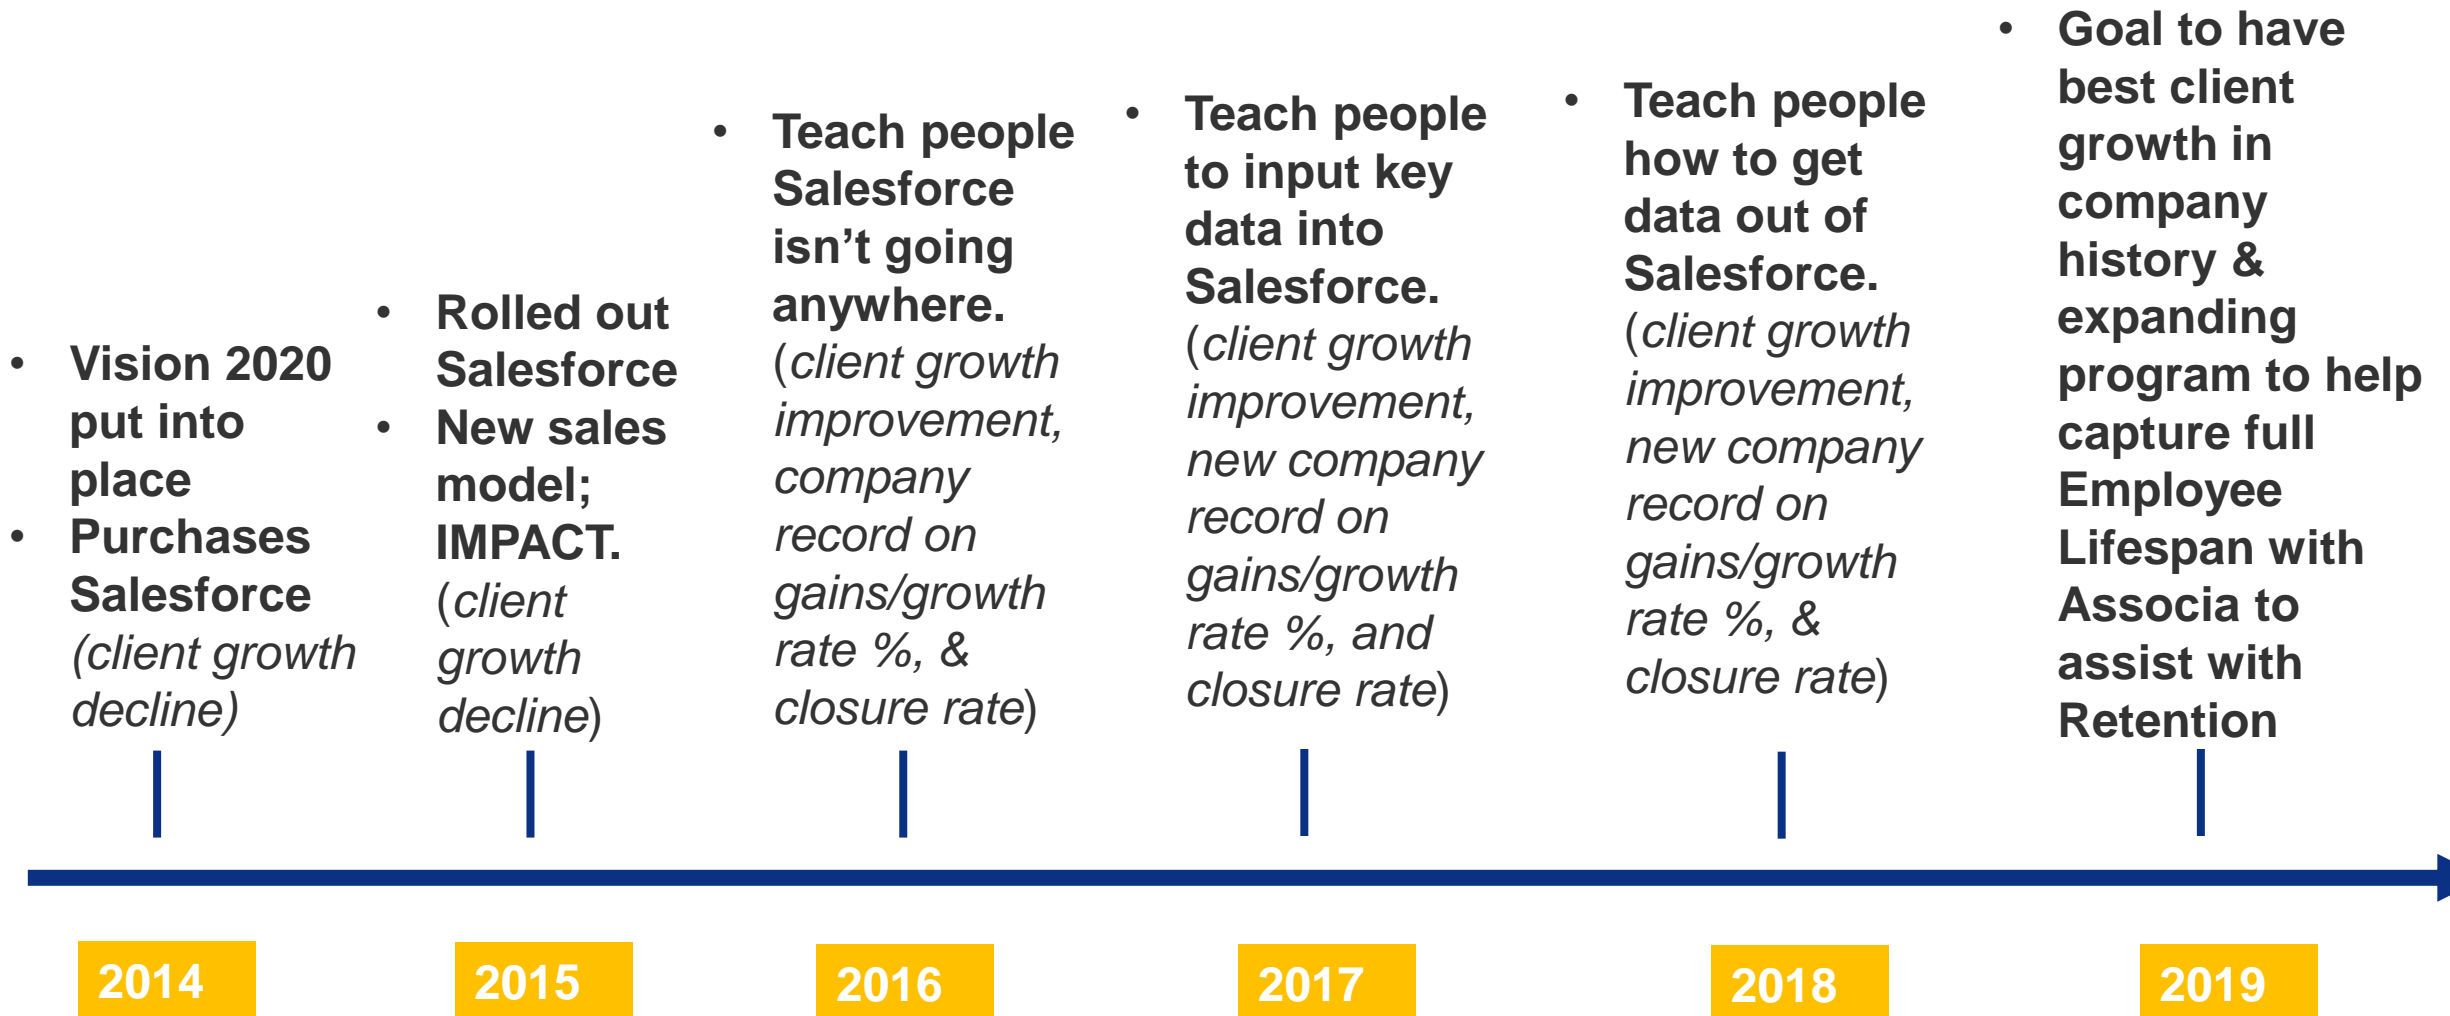 • Vision 2020
put into
place
• Purchases
Salesforce
(client growth
decline)
• Rolled out
Salesforce
• New sales
model;
IMPACT.
(client
growth
decline)
• Teach people
Salesforce
isn’t going
anywhere.
(client growth
improvement,
company
record on
gains/growth
rate %, &
closure rate)
• Teach people
to input key
data into
Salesforce.
(client growth
improvement,
new company
record on
gains/growth
rate %, and
closure rate)
• Teach people
how to get
data out of
Salesforce.
(client growth
improvement,
new company
record on
gains/growth
rate %, &
closure rate)
• Goal to have
best client
growth in
company
history &
expanding
program to help
capture full
Employee
Lifespan with
Associa to
assist with
Retention
2014
2015
2016
2017
2018
2019